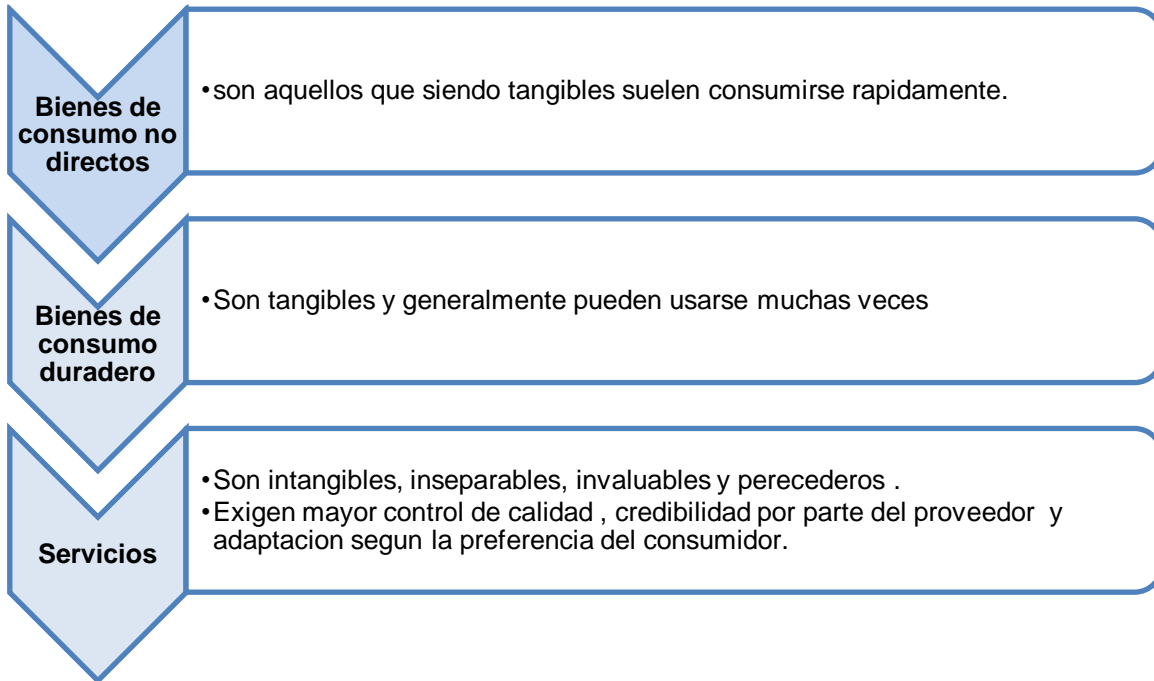 Bienes de
consumo no
directos
•son aquellos que siendo tangibles suelen consumirse rapidamente.
Bienes de
consumo
duradero
•Son tangibles y generalmente pueden usarse muchas veces
Servicios
•Son intangibles, inseparables, invaluables y perecederos .
•Exigen mayor control de calidad , credibilidad por parte del proveedor y
adaptacion segun la preferencia del consumidor.